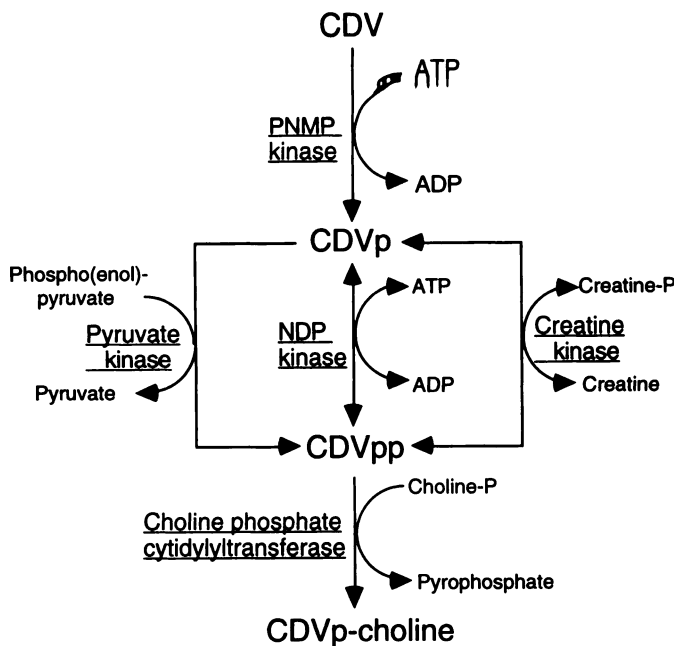 CDV
ATP
PNMP
kinase
ADP
CDVp
Phospho(enol)-
pyruvate
ATP
Creatine-P
Pyruvate
kinase
NDP
kinase
Creatine
kinase
Pyruvate
ADP
Creatine
CDVpp
Choline-P
Choline phosphate
cytidylyltransferase
Pyrophosphate
CDVp-choline